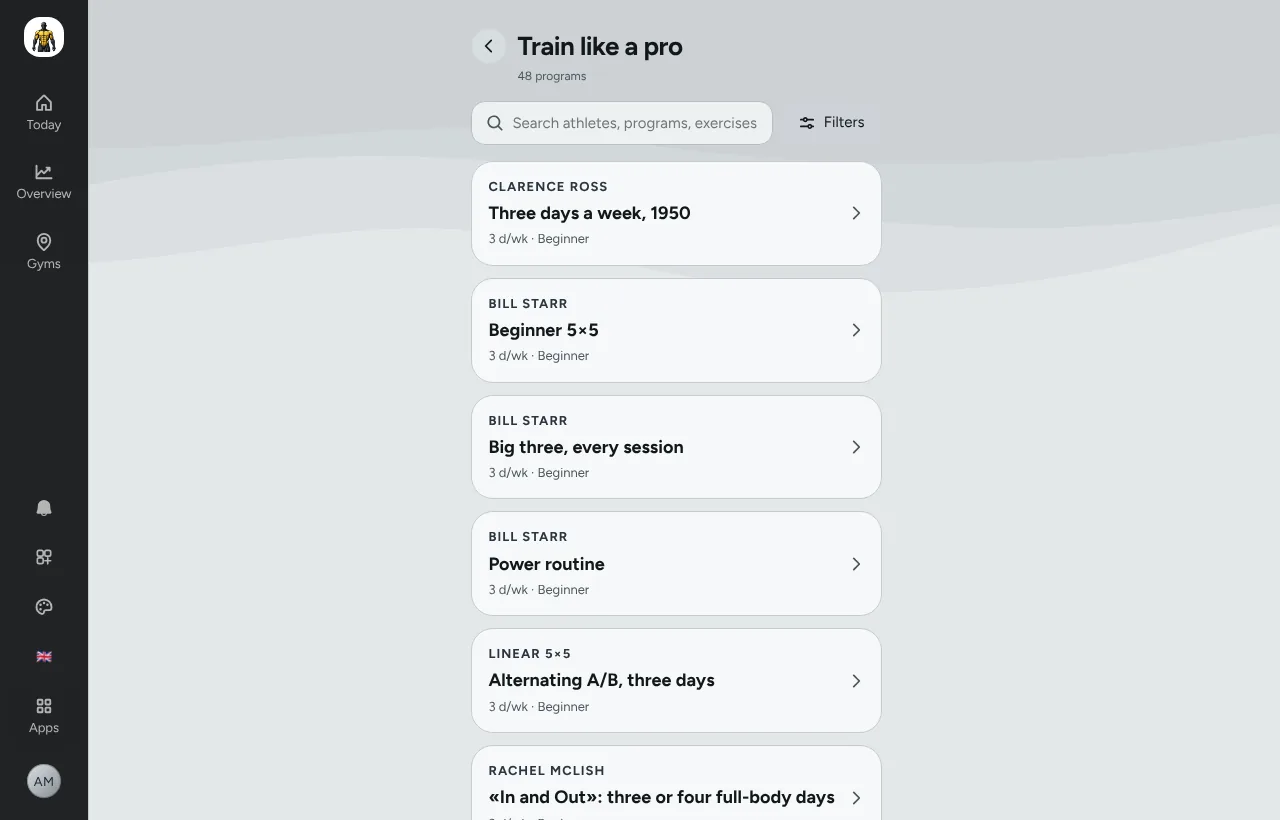 Train like a pro
48 programs
Search athletes, programs, exercises
Filters
Today
Overview
Gyms
Apps
AM
CLARENCE ROSS
Three days a week, 1950
3 d/wk · Beginner
BILL STARR
Beginner 5×5
3 d/wk · Beginner
BILL STARR
Big three, every session
3 d/wk · Beginner
BILL STARR
Power routine
3 d/wk · Beginner
LINEAR 5×5
Alternating A/B, three days
3 d/wk · Beginner
RACHEL MCLISH
«In and Out»: three or four full-body days